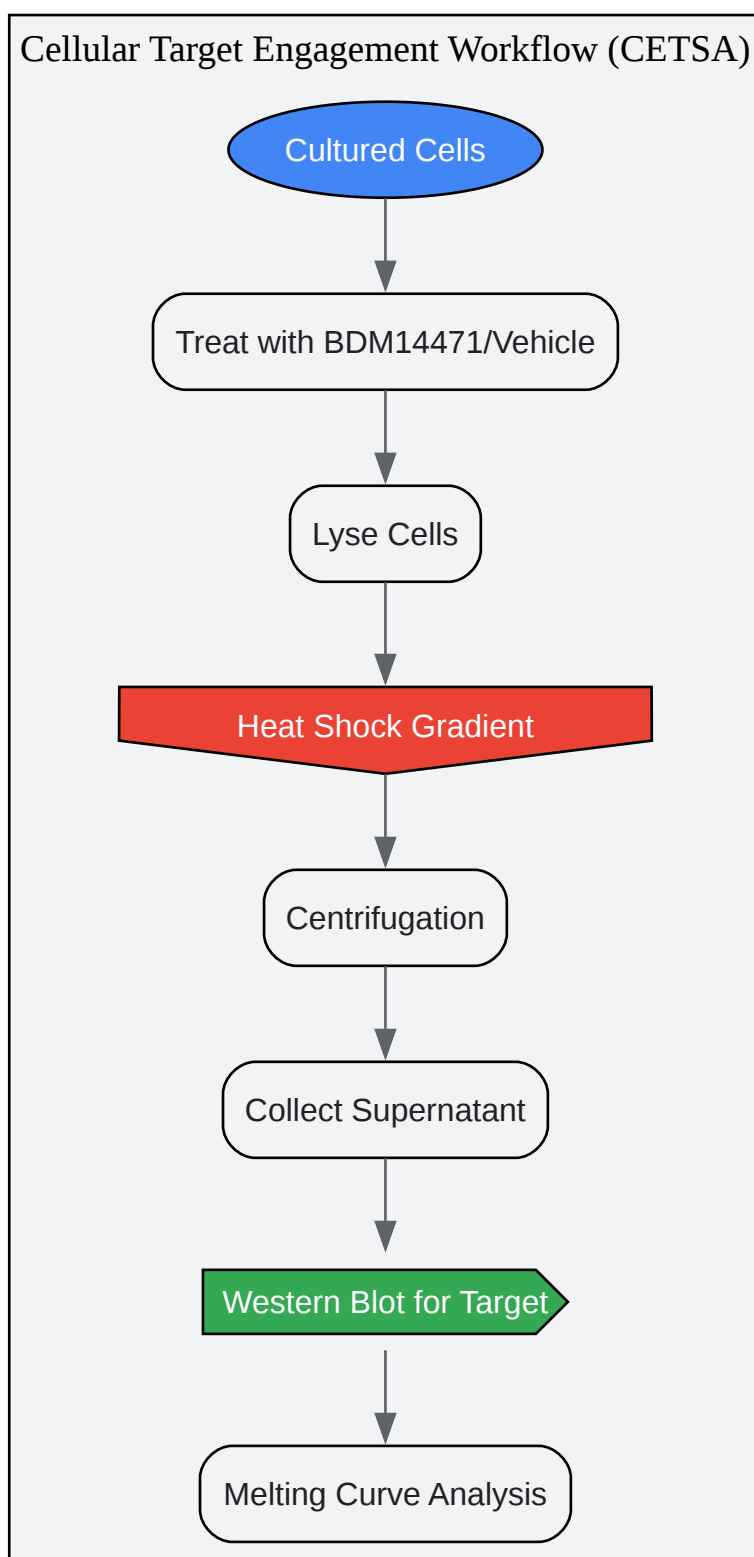 Cellular Target Engagement Workflow (CETSA)
Cultured Cells
Treat with BDM14471/Vehicle
Lyse Cells
Heat Shock Gradient
Centrifugation
Collect Supernatant
Western Blot for Target
Melting Curve Analysis